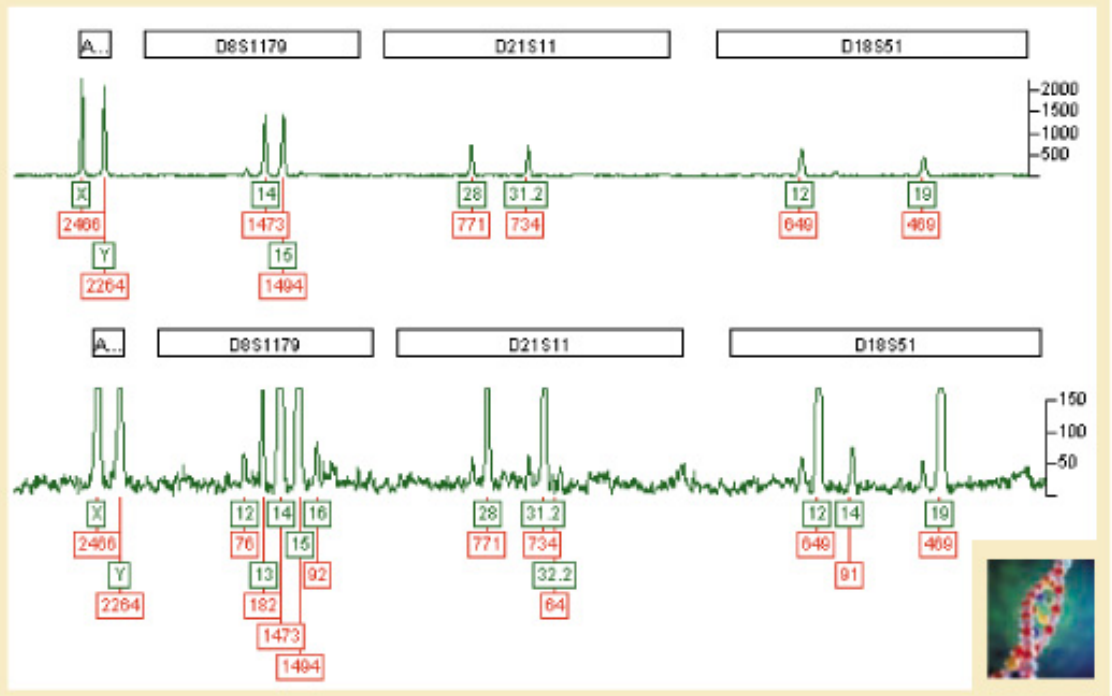 A... D8S1179 D21S11 D18S51
2000
1500
1000
500
X 14 28 31.2 12 19
2466 1473 771 734 649 469
Y 15
2264 1494
A... D8S1179 D21S11 D18S51
150
100
50
X 12 14 16 28 31.2 12 14 19
2466 76 15 771 734 649 469
Y 13 92 32.2 91
2264 182 64
1473
1494